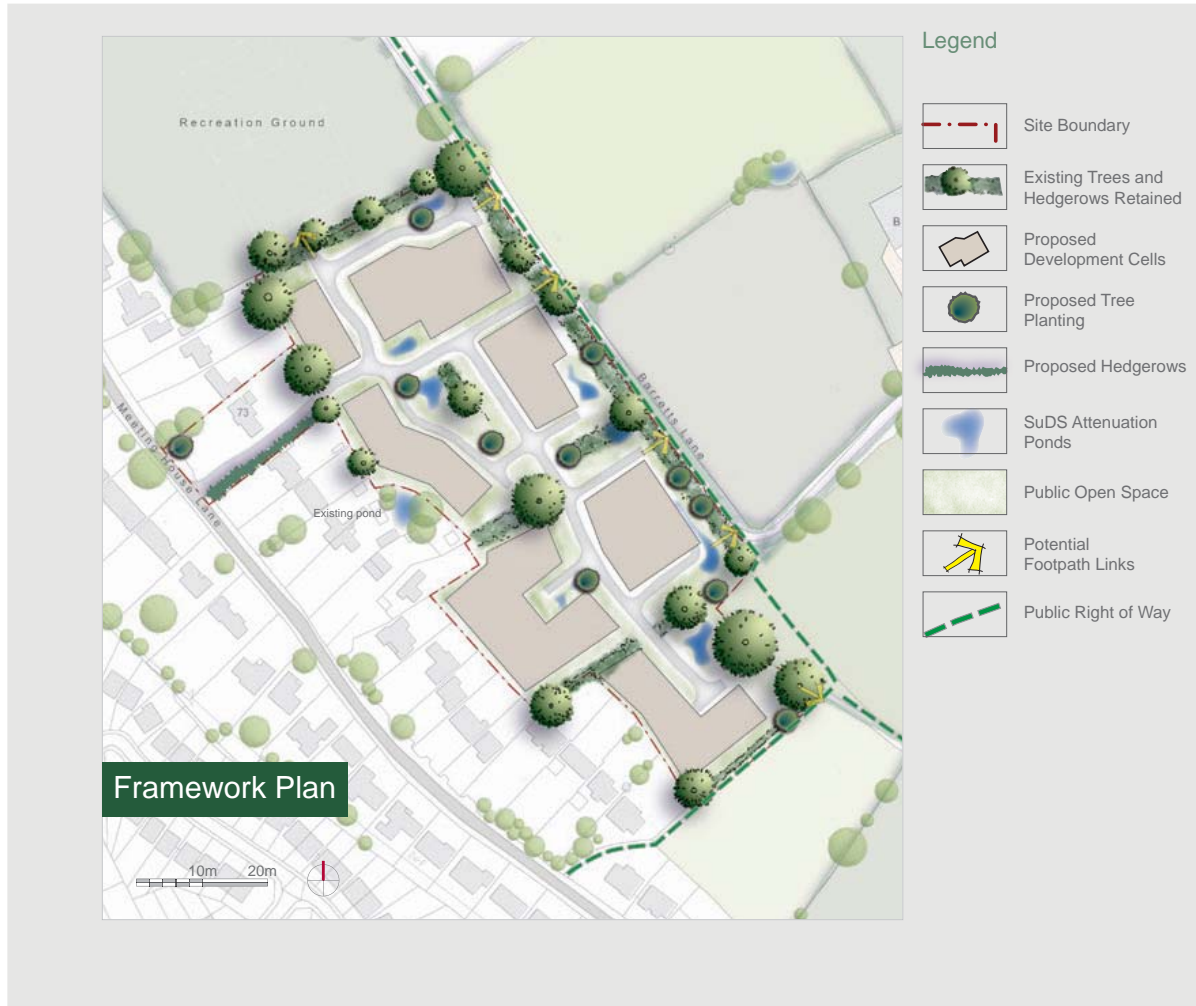 Legend
Recreation Ground
Site Boundary
Existing Trees and
Hedgerows Retained
Proposed
Development Cells
B
Proposed Tree
Planting
Proposed Hedgerows
Barretts Lane
73
Meeting House Lane
SuDS Attenuation
Ponds
Existing pond
Public Open Space
Potential
Footpath Links
Public Right of Way
Framework Plan
10m 20m